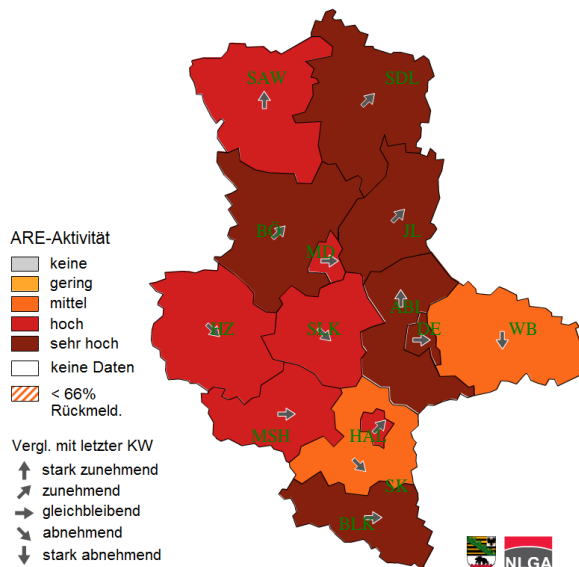 SAW
SDL
BÖ
JL
MD
ABI
HZ
SLK
DE
WB
MSH
HAL
SK
BLK
ARE-Aktivität
keine
gering
mittel
hoch
sehr hoch
keine Daten
< 66%
Rückmeld.
Vergl. mit letzter KW
stark zunehmend
zunehmend
gleichbleibend
abnehmend
stark abnehmend
NLGA